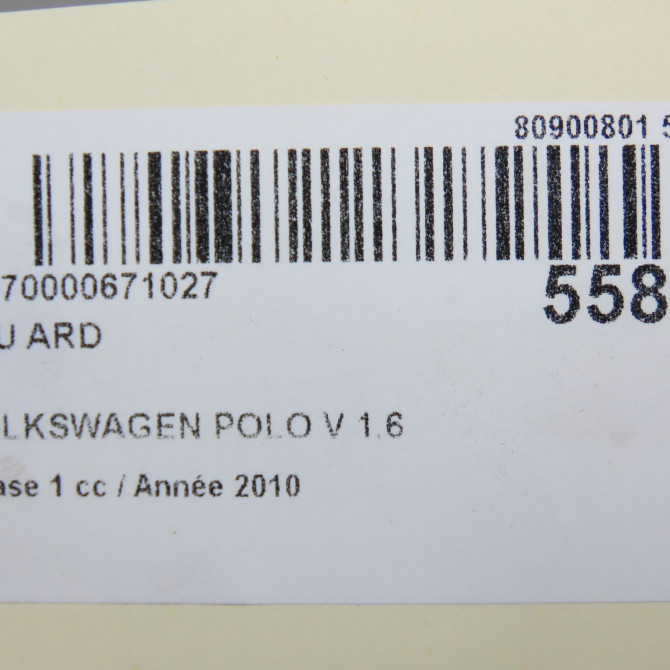 80900801 5
70000671027
558
U ARD
LKSWAGEN POLO V 1.6
ase 1 cc / Année 2010